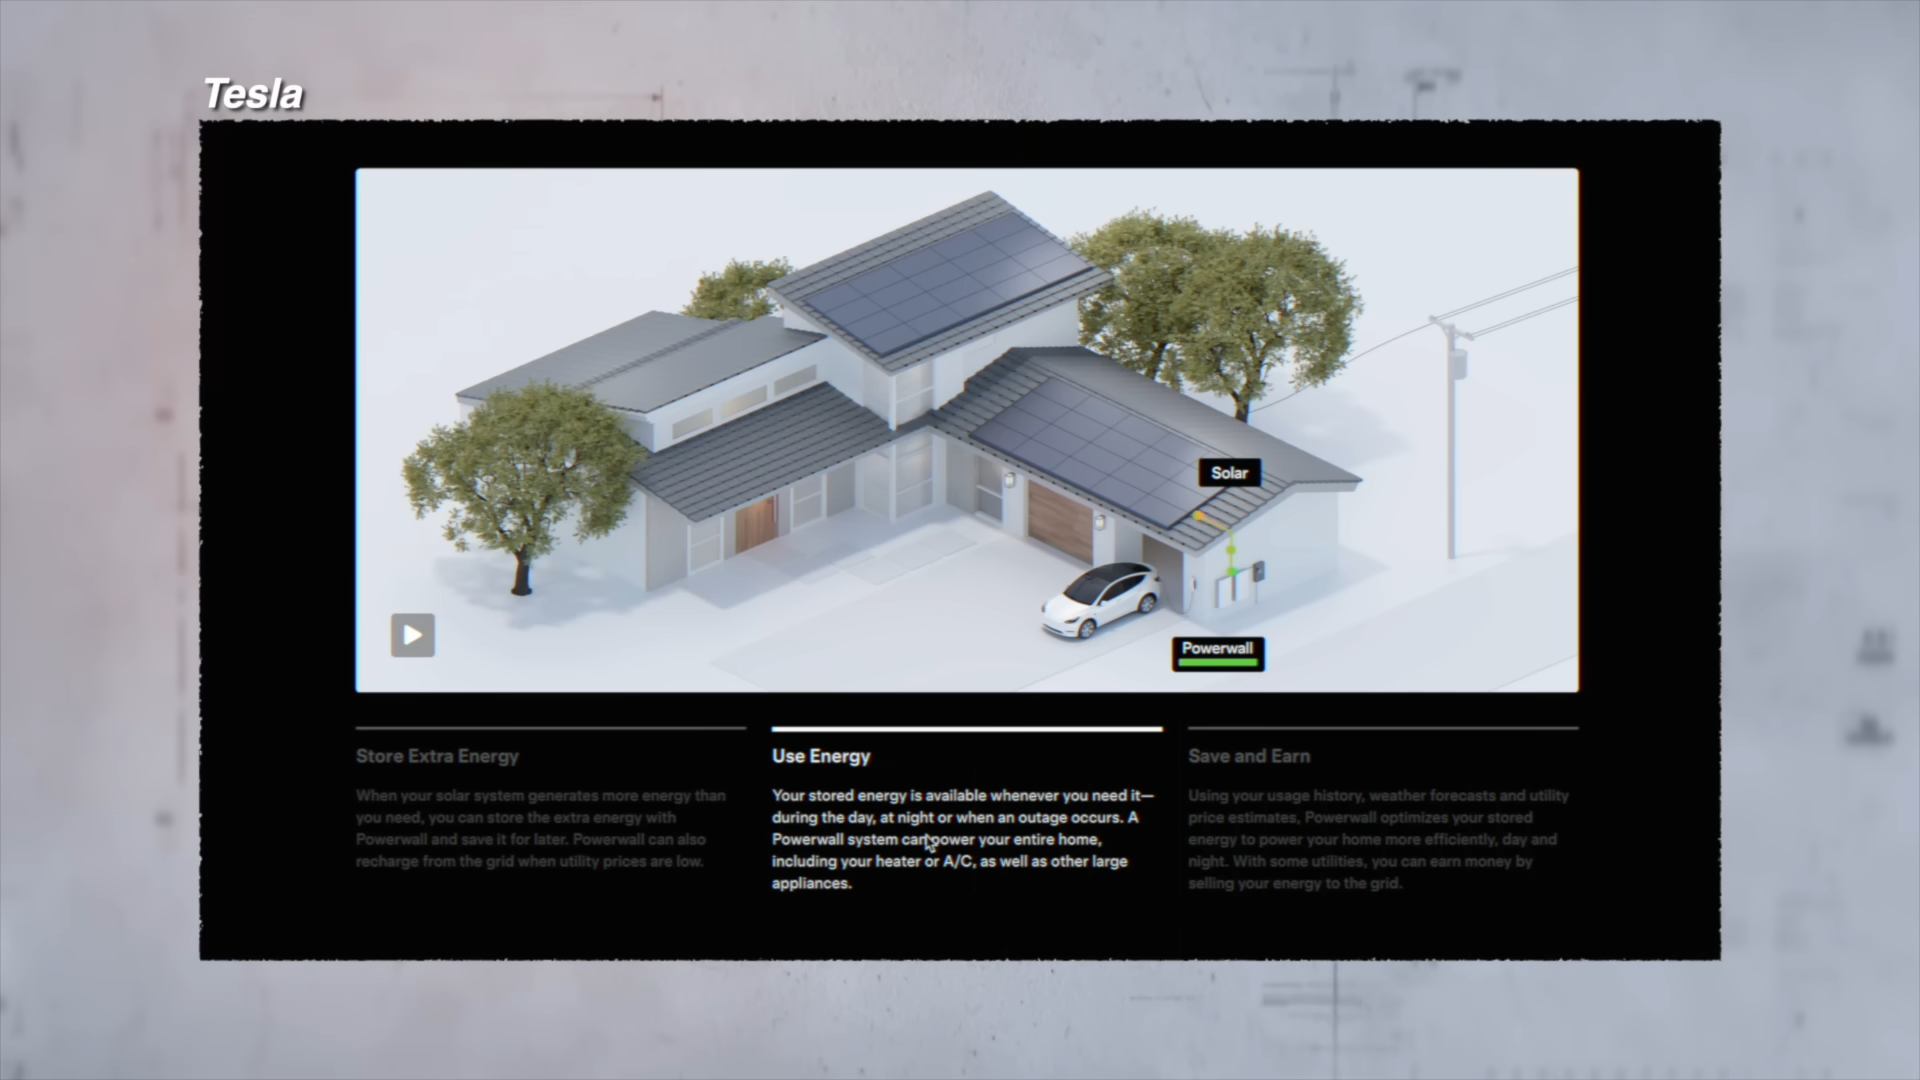 Tesla
Solar
Powerwall
Store Extra Energy
When your solar system generates more energy than
you need, you can store the extra energy with
Powerwall and save it for later. Powerwall can also
recharge from the grid when utility prices are low.
Use Energy
Your stored energy is available whenever you need it—
during the day, at night or when an outage occurs. A
Powerwall system can power your entire home,
including your heater or A/C, as well as other large
appliances.
Save and Earn
Using your usage history, weather forecasts and utility
price estimates, Powerwall optimizes your stored
energy to power your home more efficiently, day and
night. With some utilities, you can earn money by
selling your energy to the grid.